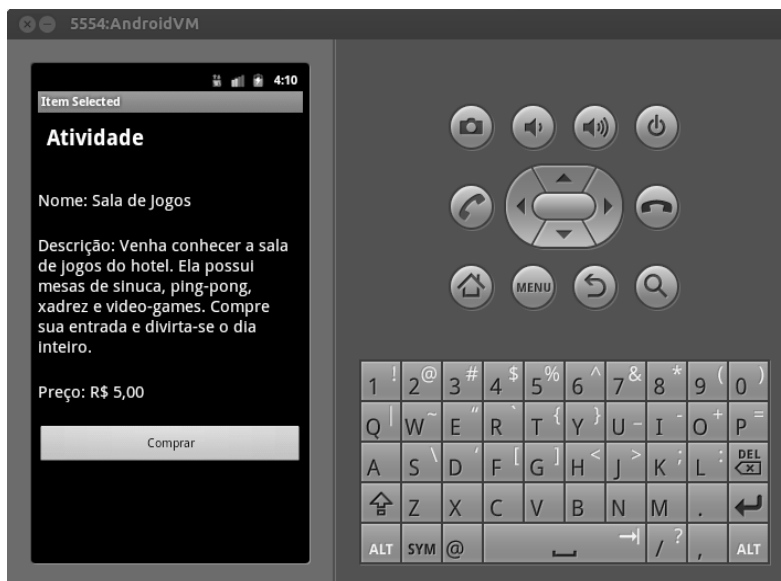 5554:AndroidVM
4:10
Item Selected
Atividade
Nome: Sala de Jogos
Descrição: Venha conhecer a sala
de jogos do hotel. Ela possui
mesas de sinuca, ping-pong,
xadrez e video-games. Compre
sua entrada e divirta-se o dia
inteiro.
Preço: R$ 5,00
Comprar
MENU
1 ! 2 @ 3 # 4 $ 5 % 6 ^ 7 & 8 * 9 ( 0 )
Q | W ~ E " R ` T { Y } U _ I - O + P =
A S \ D ' F [ G ] H < J > K ; L : DEL
Z X C V B N M .
ALT SYM @ / ? , ALT